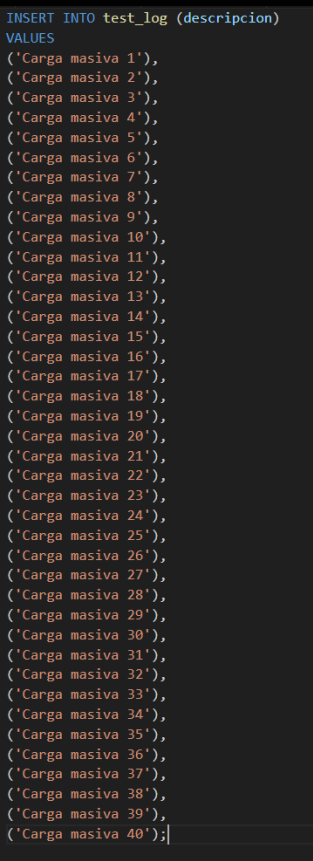 INSERT INTO test_log (descripcion)
VALUES
('Carga masiva 1'),
('Carga masiva 2'),
('Carga masiva 3'),
('Carga masiva 4'),
('Carga masiva 5'),
('Carga masiva 6'),
('Carga masiva 7'),
('Carga masiva 8'),
('Carga masiva 9'),
('Carga masiva 10'),
('Carga masiva 11'),
('Carga masiva 12'),
('Carga masiva 13'),
('Carga masiva 14'),
('Carga masiva 15'),
('Carga masiva 16'),
('Carga masiva 17'),
('Carga masiva 18'),
('Carga masiva 19'),
('Carga masiva 20'),
('Carga masiva 21'),
('Carga masiva 22'),
('Carga masiva 23'),
('Carga masiva 24'),
('Carga masiva 25'),
('Carga masiva 26'),
('Carga masiva 27'),
('Carga masiva 28'),
('Carga masiva 29'),
('Carga masiva 30'),
('Carga masiva 31'),
('Carga masiva 32'),
('Carga masiva 33'),
('Carga masiva 34'),
('Carga masiva 35'),
('Carga masiva 36'),
('Carga masiva 37'),
('Carga masiva 38'),
('Carga masiva 39'),
('Carga masiva 40');